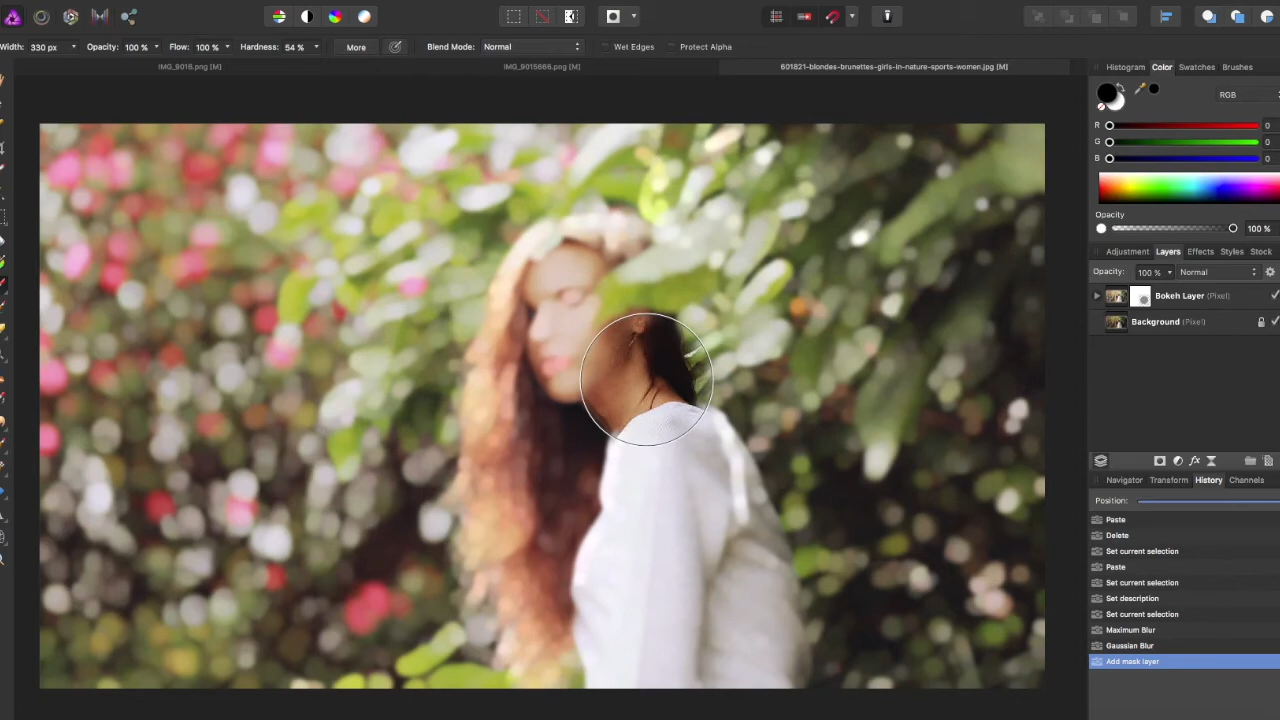 Width: 330 px Opacity: 100 % Flow: 100 % Hardness: 54 % More Blend Mode: Normal Wet Edges Protect Alpha
IMG_9016.png [M] IMG_9015666.png [M] 601821-blondes-brunettes-girls-in-nature-sports-women.jpg [M]
Histogram Color Swatches Brushes
RGB
R 0
G 0
B 0
Opacity
100 %
Adjustment Layers Effects Styles Stock
Opacity: 100 % Normal
Bokeh Layer (Pixel)
Background (Pixel)
fx
Navigator Transform History Channels
Position:
Paste
Delete
Set current selection
Paste
Set current selection
Set description
Set current selection
Maximum Blur
Gaussian Blur
Add mask layer